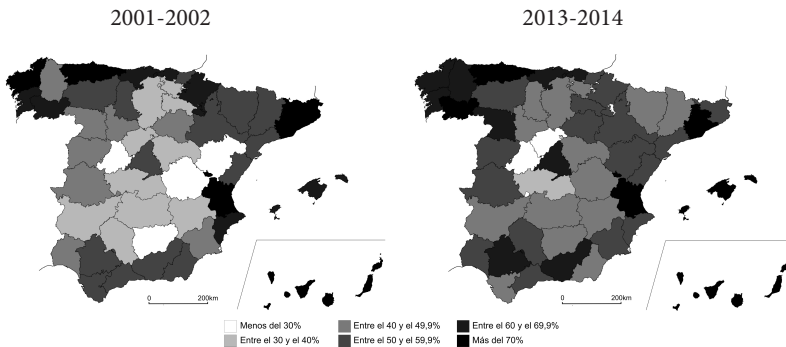 2001-2002 2013-2014
0 200km 0 200km
Menos del 30% Entre el 40 y el 49,9% Entre el 60 y el 69,9%
Entre el 30 y el 40% Entre el 50 y el 59,9% Más del 70%